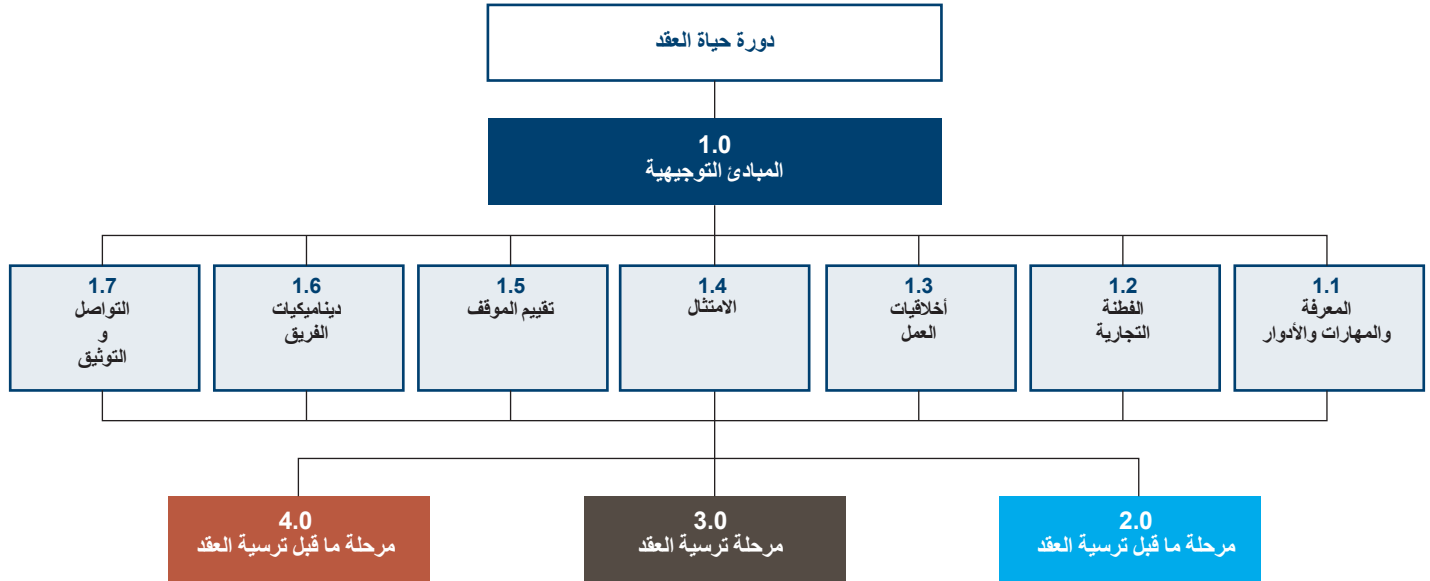 دورة حياة العقد
1.0
المبادئ التوجيهية
1.1
المعرفة
والمهارات والأدوار
1.2
الفطنة
التجارية
1.3
أخلاقيات
العمل
1.4
الامتثال
1.5
تقييم الموقف
1.6
ديناميكيات
الفريق
1.7
التواصل
و
التوثيق
2.0
مرحلة ما قبل ترسية العقد
3.0
مرحلة ترسية العقد
4.0
مرحلة ما قبل ترسية العقد